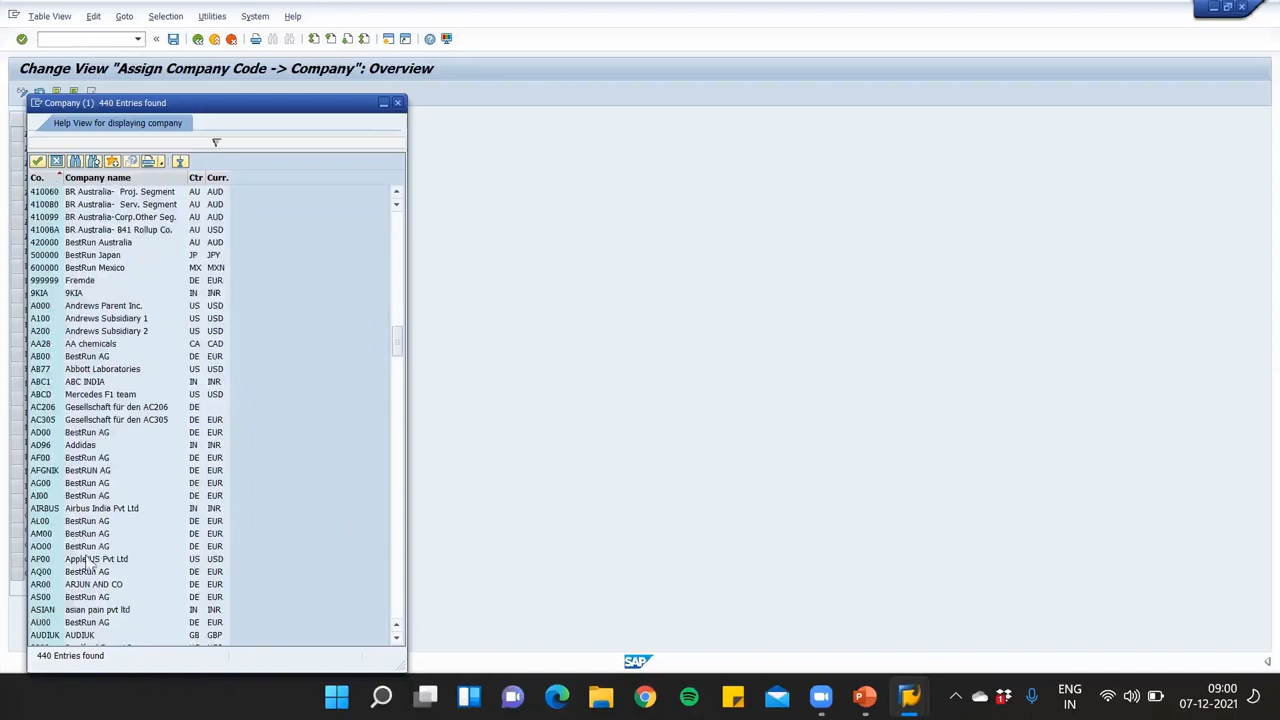 Table View Edit Goto Selection Utilities System Help
Change View "Assign Company Code -> Company": Overview
Company (1) 440 Entries found
Help View for displaying company
Co. Company name Ctr Curr.
410060 BR Australia- Proj. Segment AU AUD
410080 BR Australia- Serv. Segment AU AUD
410099 BR Australia-Corp.Other Seg. AU AUD
4100BA BR Australia- B41 Rollup Co. AU USD
420000 BestRun Australia AU AUD
500000 BestRun Japan JP JPY
600000 BestRun Mexico MX MXN
999999 Fremde DE EUR
9KIA 9KIA IN INR
A000 Andrews Parent Inc. US USD
A100 Andrews Subsidiary 1 US USD
A200 Andrews Subsidiary 2 US USD
AA28 AA chemicals CA CAD
AB00 BestRun AG DE EUR
AB77 Abbott Laboratories US USD
ABC1 ABC INDIA IN INR
ABCD Mercedes F1 team US USD
AC206 Gesellschaft für den AC206 DE
AC305 Gesellschaft für den AC305 DE EUR
AD00 BestRun AG DE EUR
AD96 Addidas IN INR
AF00 BestRun AG DE EUR
AFGNIK BestRUN AG DE EUR
AG00 BestRun AG DE EUR
AI00 BestRun AG DE EUR
AIRBUS Airbus India Pvt Ltd IN INR
AL00 BestRun AG DE EUR
AM00 BestRun AG DE EUR
AO00 BestRun AG DE EUR
AP00 Apple US Pvt Ltd US USD
AQ00 BestRun AG DE EUR
AR00 ARJUN AND CO DE EUR
AS00 BestRun AG DE EUR
ASIAN asian pain pvt ltd IN INR
AU00 BestRun AG DE EUR
AUDIUK AUDIUK GB GBP
440 Entries found
SAP
ENG
IN
09:00
07-12-2021